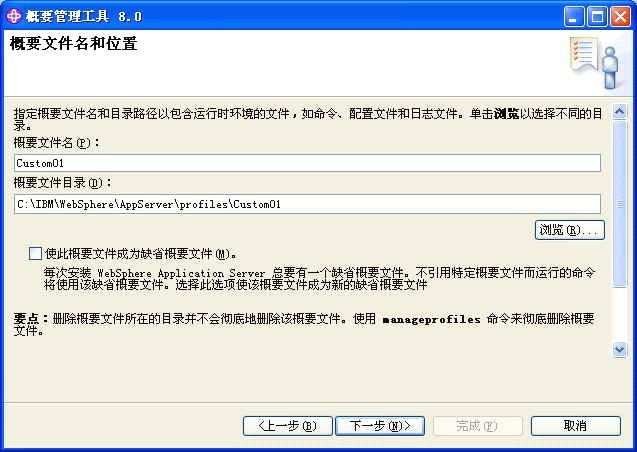 概要管理工具 8.0
概要文件名和位置
指定概要文件名和目录路径以包含运行时环境的文件，如命令、配置文件和日志文件。单击浏览以选择不同的目
录。
概要文件名(P)：
Custom01
概要文件目录(D)：
C:\IBM\WebSphere\AppServer\profiles\Custom01
浏览(R)...
使此概要文件成为缺省概要文件(M)。
每次安装 WebSphere Application Server 总要有一个缺省概要文件。不引用特定概要文件而运行的命令
将使用该缺省概要文件。选择此选项使该概要文件成为新的缺省概要文件
要点：删除概要文件所在的目录并不会彻底地删除该概要文件。使用 manageprofiles 命令来彻底删除概要
文件。
<上一步(B) 下一步(N)> 完成(F) 取消